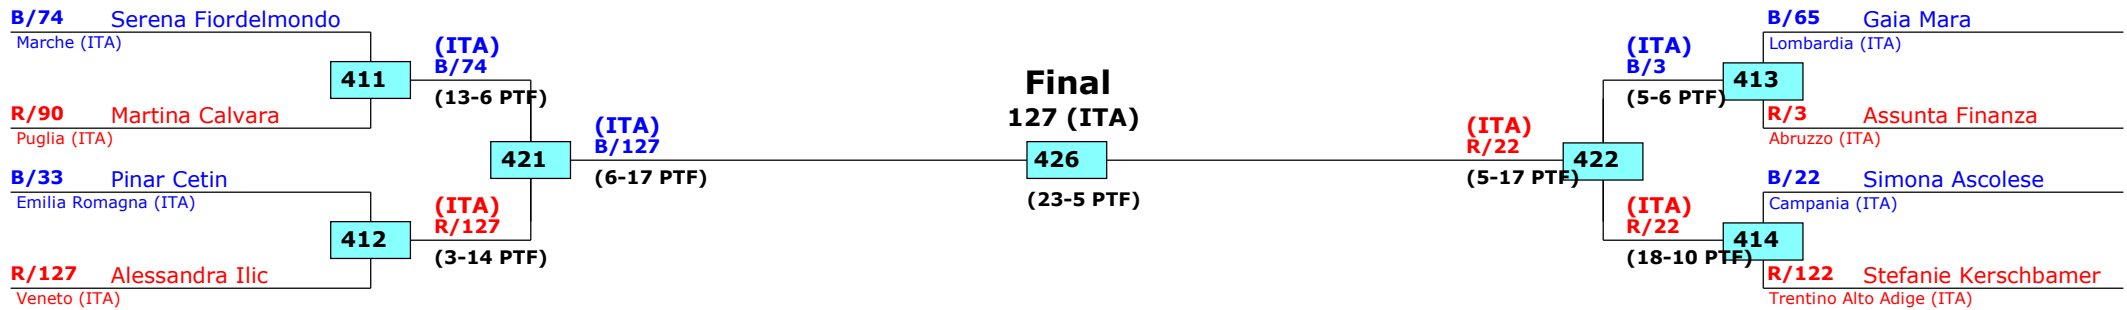 B/74 Serena Fiordelmondo
Marche (ITA)
411
R/90 Martina Calvara
Puglia (ITA)
(ITA)
B/74
(13-6 PTF)
B/33 Pinar Cetin
Emilia Romagna (ITA)
412
R/127 Alessandra Ilic
Veneto (ITA)
(ITA)
R/127
(3-14 PTF)
421
(ITA)
B/127
(6-17 PTF)
Final
127 (ITA)
426
(23-5 PTF)
(ITA)
R/22
(5-17 PTF)
422
(ITA)
B/3
(5-6 PTF)
413
B/65 Gaia Mara
Lombardia (ITA)
R/3 Assunta Finanza
Abruzzo (ITA)
(ITA)
R/22
(18-10 PTF)
414
B/22 Simona Ascolese
Campania (ITA)
R/122 Stefanie Kerschbamer
Trentino Alto Adige (ITA)